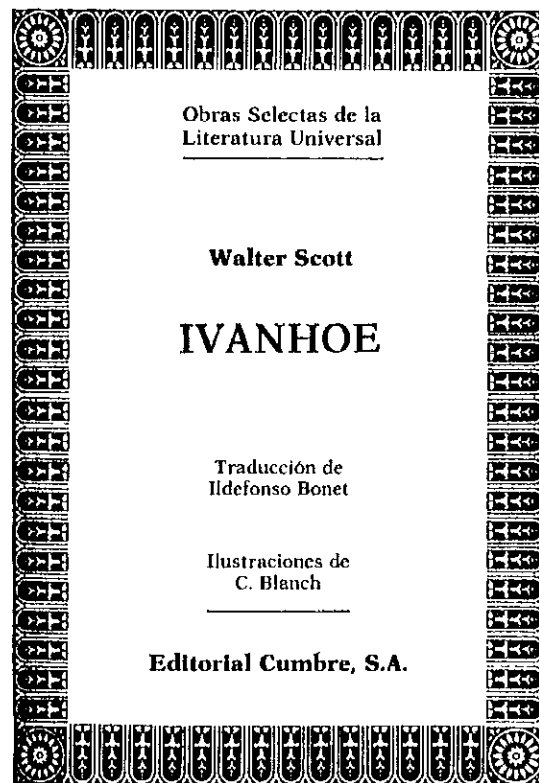 Obras Selectas de la
Literatura Universal
Walter Scott
IVANHOE
Traducción de
Ildefonso Bonet
Ilustraciones de
C. Blanch
Editorial Cumbre, S.A.